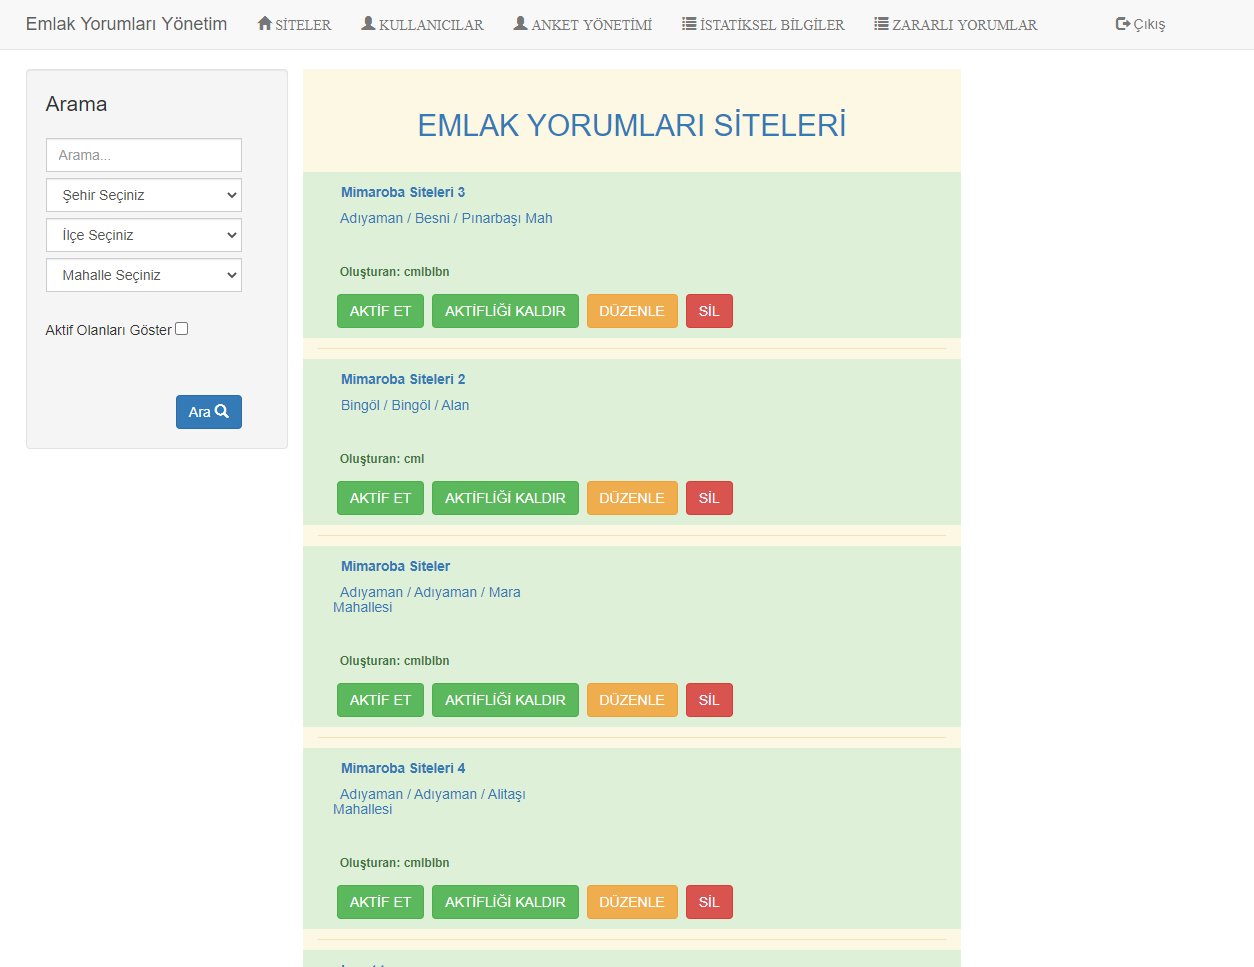 Emlak Yorumları Yönetim SİTELER KULLANICILAR ANKET YÖNETİMİ İSTATİKSEL BİLGİLER ZARARLI YORUMLAR Çıkış
Arama
Arama...
Şehir Seçiniz
İlçe Seçiniz
Mahalle Seçiniz
Aktif Olanları Göster
Ara
EMLAK YORUMLARI SİTELERİ
Mimaroba Siteleri 3
Adıyaman / Besni / Pınarbaşı Mah
Oluşturan: cmlblbn
AKTİF ET AKTİFLİĞİ KALDIR DÜZENLE SİL
Mimaroba Siteleri 2
Bingöl / Bingöl / Alan
Oluşturan: cml
AKTİF ET AKTİFLİĞİ KALDIR DÜZENLE SİL
Mimaroba Siteler
Adıyaman / Adıyaman / Mara
Mahallesi
Oluşturan: cmlblbn
AKTİF ET AKTİFLİĞİ KALDIR DÜZENLE SİL
Mimaroba Siteleri 4
Adıyaman / Adıyaman / Alitaşı
Mahallesi
Oluşturan: cmlblbn
AKTİF ET AKTİFLİĞİ KALDIR DÜZENLE SİL